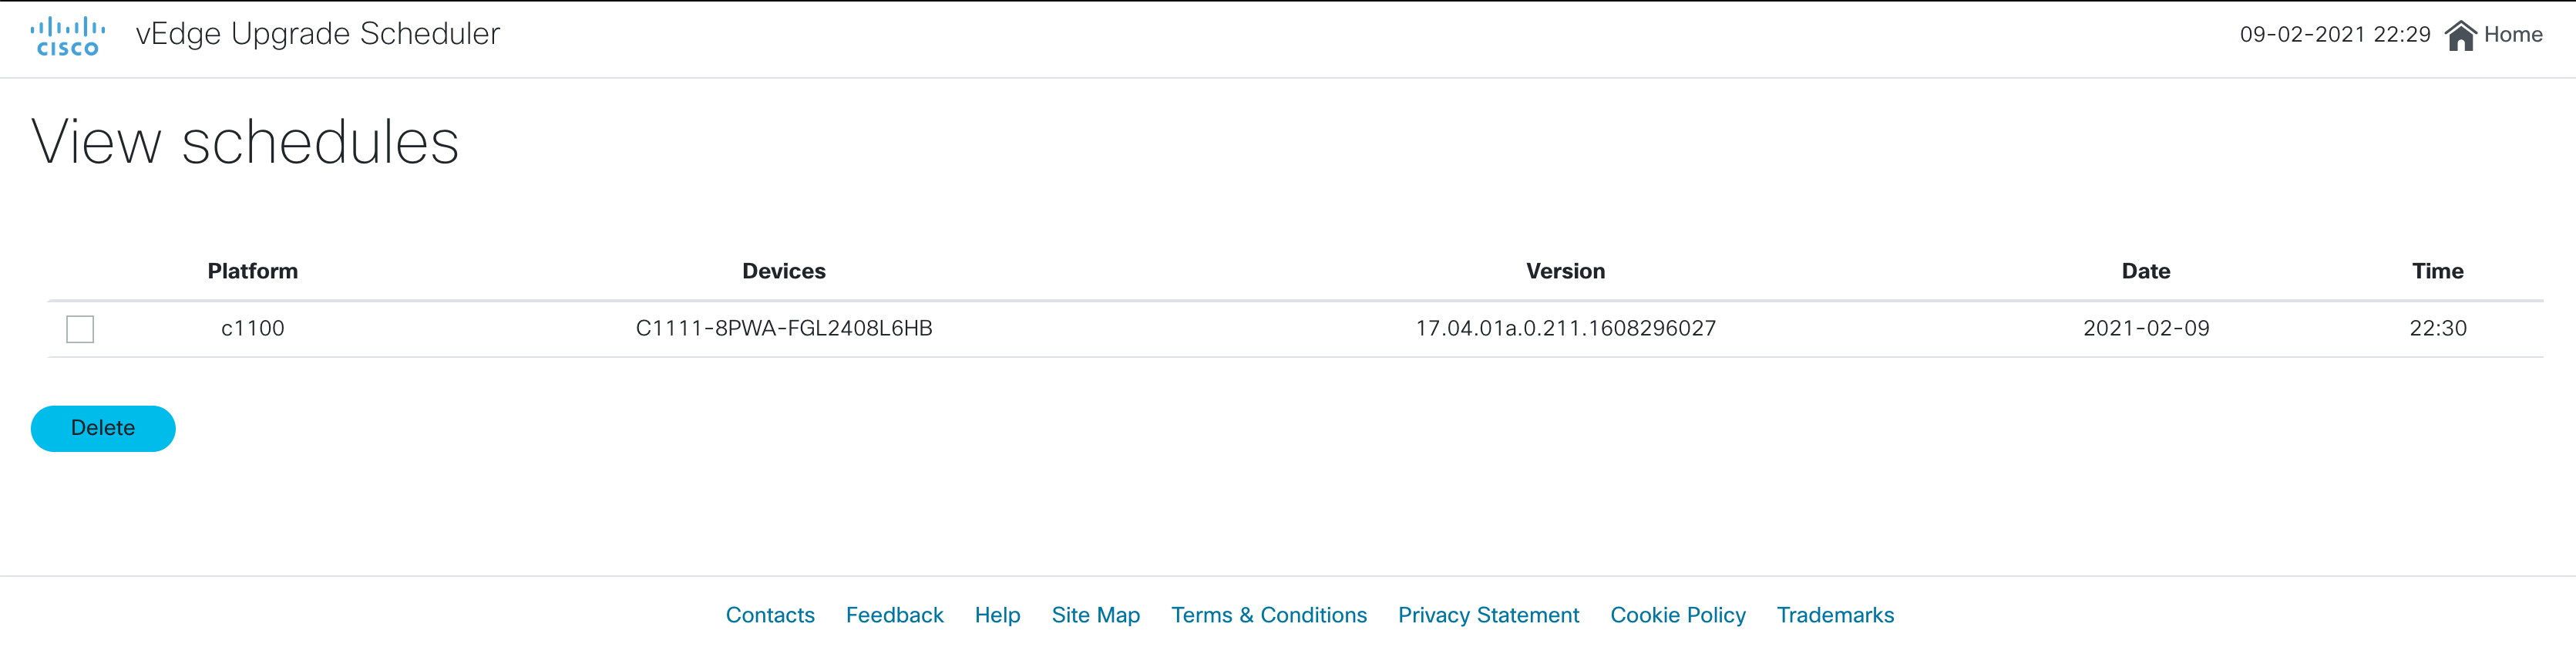 CISCO vEdge Upgrade Scheduler 09-02-2021 22:29 Home
View schedules
Platform Devices Version Date Time
c1100 C1111-8PWA-FGL2408L6HB 17.04.01a.0.211.1608296027 2021-02-09 22:30
Delete
Contacts Feedback Help Site Map Terms & Conditions Privacy Statement Cookie Policy Trademarks